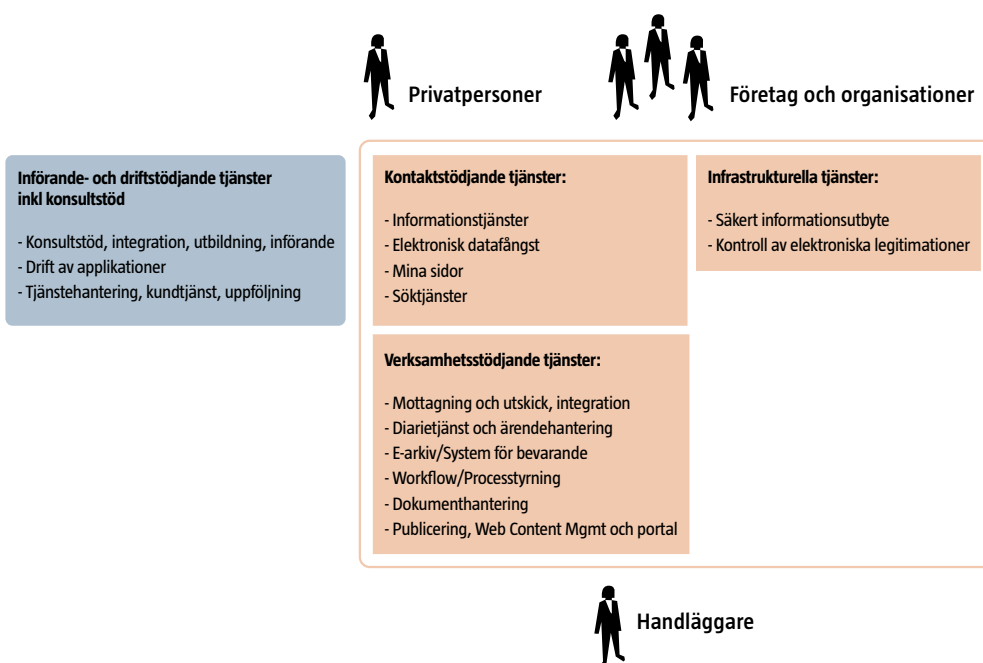 Privatpersoner
Företag och organisationer
Införande- och driftstödjande tjänster
inkl konsultstöd
- Konsultstöd, integration, utbildning, införande
- Drift av applikationer
- Tjänstehantering, kundtjänst, uppföljning
Kontaktstödjande tjänster:
- Informationstjänster
- Elektronisk datafångst
- Mina sidor
- Söktjänster
Infrastrukturella tjänster:
- Säkert informationsutbyte
- Kontroll av elektroniska legitimationer
Verksamhetsstödjande tjänster:
- Mottagning och utskick, integration
- Diarietjänst och ärendehantering
- E-arkiv/System för bevarande
- Workflow/Processtyrning
- Dokumenthantering
- Publicering, Web Content Mgmt och portal
Handläggare